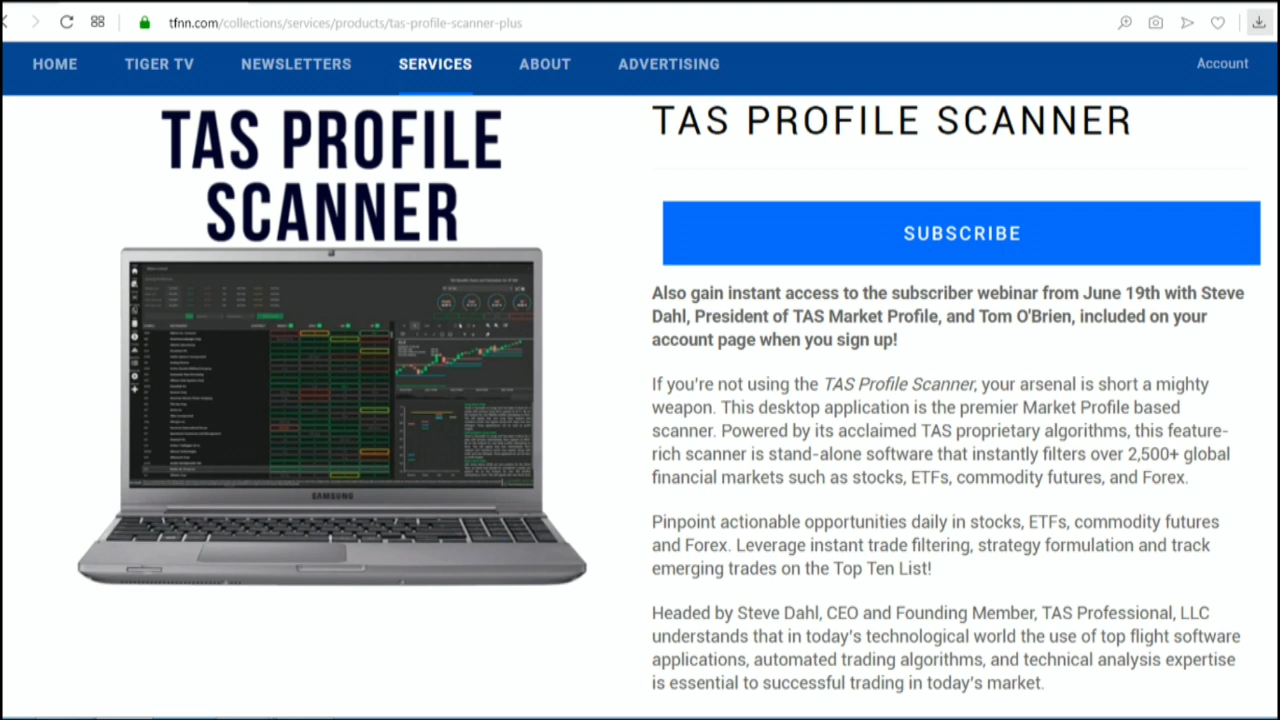 tfnn.com/collections/services/products/tas-profile-scanner-plus
HOME TIGER TV NEWSLETTERS SERVICES ABOUT ADVERTISING Account
TAS PROFILE
SCANNER
SAMSUNG
TAS PROFILE SCANNER
SUBSCRIBE
Also gain instant access to the subscriber webinar from June 19th with Steve
Dahl, President of TAS Market Profile, and Tom O'Brien, included on your
account page when you sign up!
If you're not using the TAS Profile Scanner, your arsenal is short a mighty
weapon. This desktop application is the premier Market Profile based
scanner. Powered by its acclaimed TAS proprietary algorithms, this feature-
rich scanner is stand-alone software that instantly filters over 2,500+ global
financial markets such as stocks, ETFs, commodity futures, and Forex.
Pinpoint actionable opportunities daily in stocks, ETFs, commodity futures
and Forex. Leverage instant trade filtering, strategy formulation and track
emerging trades on the Top Ten List!
Headed by Steve Dahl, CEO and Founding Member, TAS Professional, LLC
understands that in today's technological world the use of top flight software
applications, automated trading algorithms, and technical analysis expertise
is essential to successful trading in today's market.